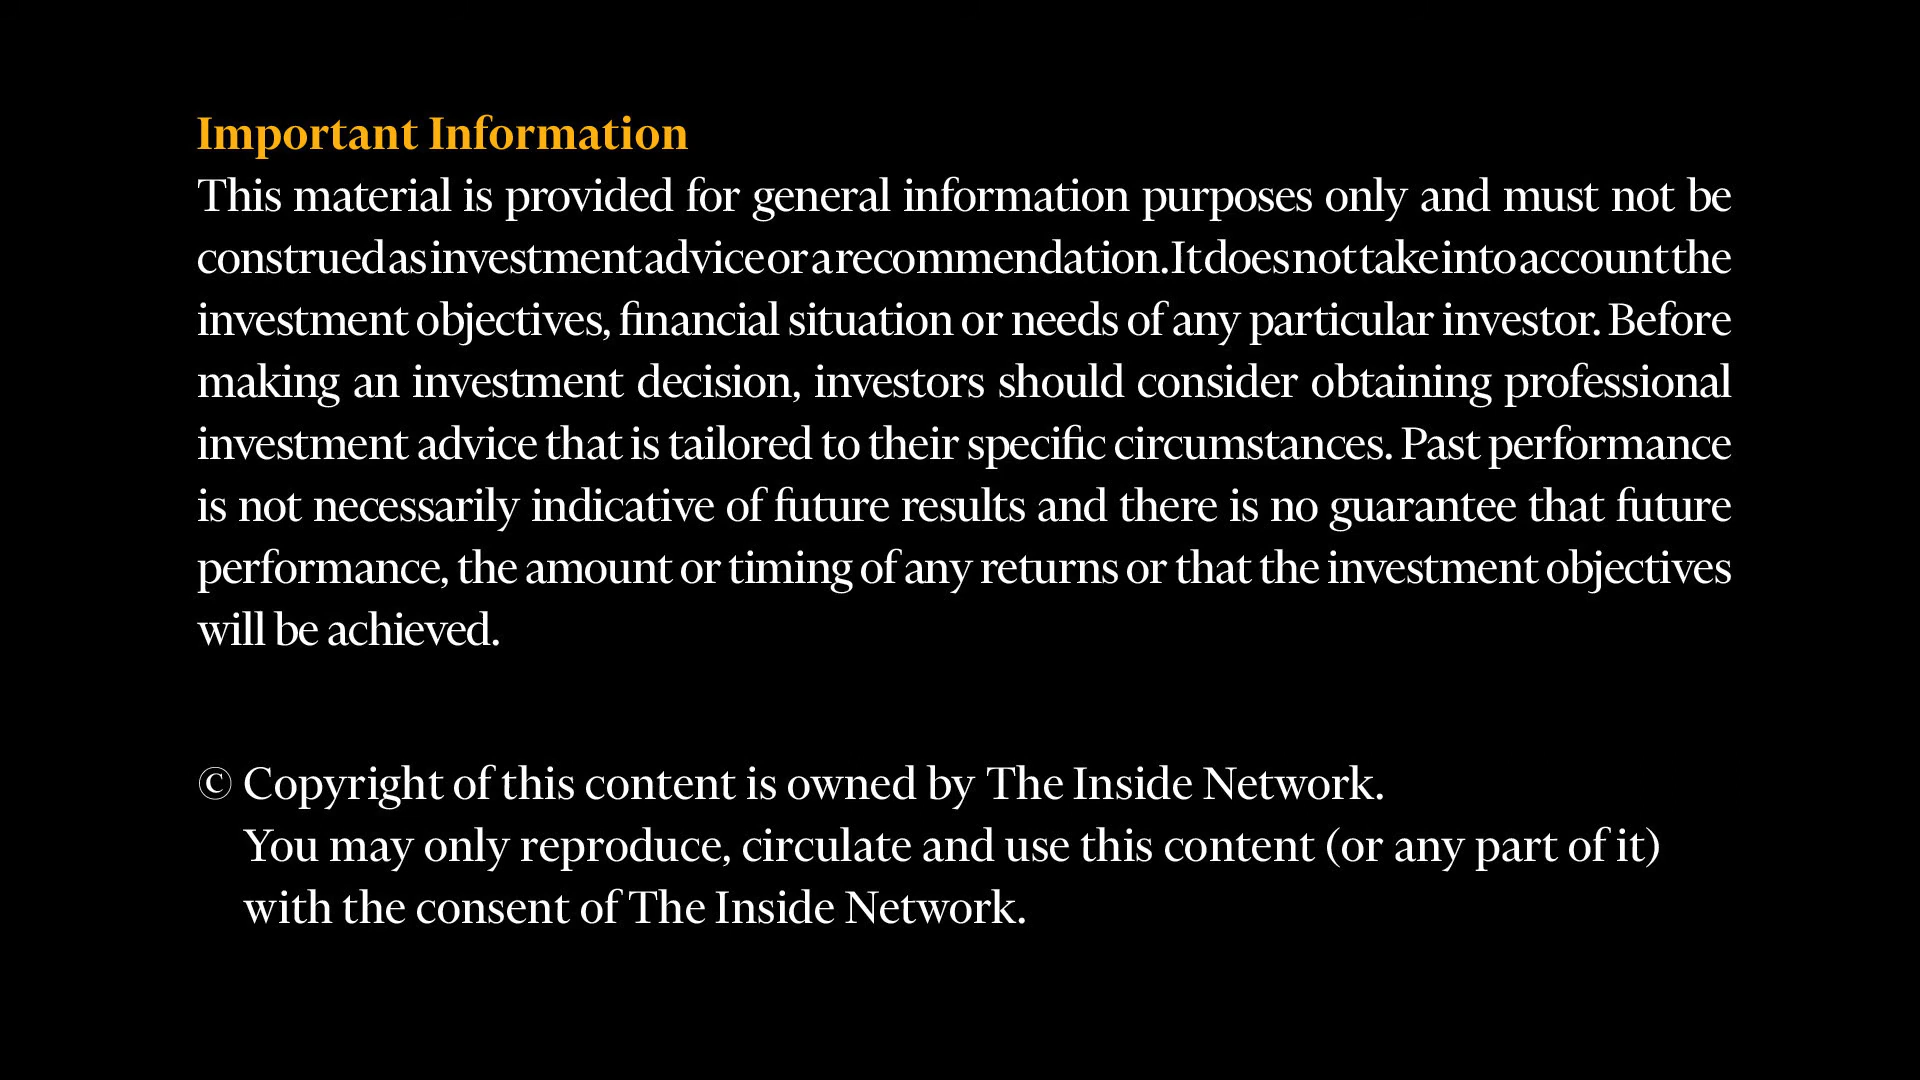 Important Information
This material is provided for general information purposes only and must not be
construed as investment advice or a recommendation. It does not take into account the
investment objectives, financial situation or needs of any particular investor. Before
making an investment decision, investors should consider obtaining professional
investment advice that is tailored to their specific circumstances. Past performance
is not necessarily indicative of future results and there is no guarantee that future
performance, the amount or timing of any returns or that the investment objectives
will be achieved.
© Copyright of this content is owned by The Inside Network.
You may only reproduce, circulate and use this content (or any part of it)
with the consent of The Inside Network.